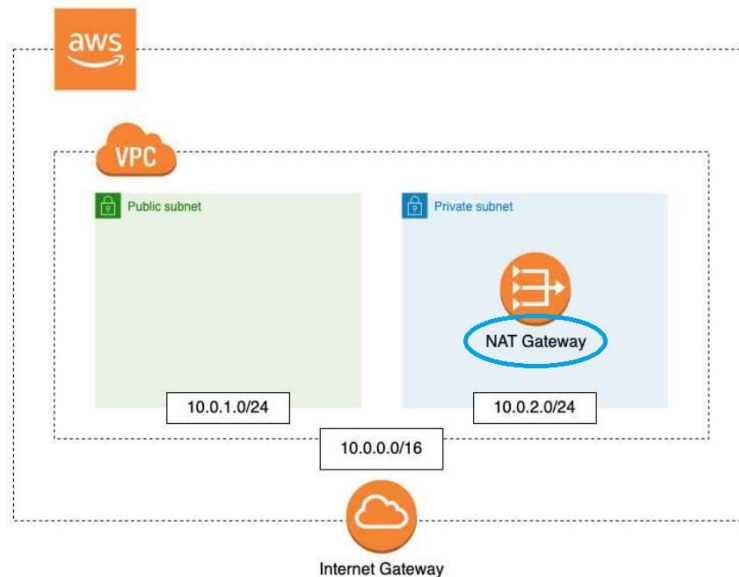 aws
VPC
Public subnet
Private subnet
NAT Gateway
10.0.1.0/24
10.0.2.0/24
10.0.0.0/16
Internet Gateway